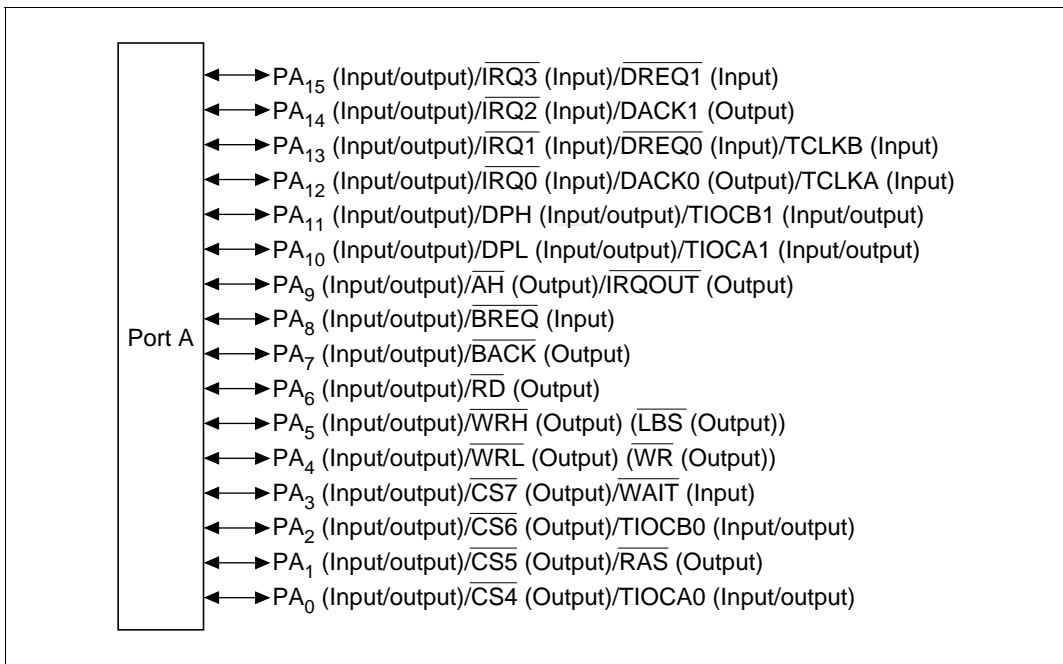 PA15 (Input/output)/IRQ3 (Input)/DREQ1 (Input)
PA14 (Input/output)/IRQ2 (Input)/DACK1 (Output)
PA13 (Input/output)/IRQ1 (Input)/DREQ0 (Input)/TCLKB (Input)
PA12 (Input/output)/IRQ0 (Input)/DACK0 (Output)/TCLKA (Input)
PA11 (Input/output)/DPH (Input/output)/TIOCB1 (Input/output)
PA10 (Input/output)/DPL (Input/output)/TIOCA1 (Input/output)
PA9 (Input/output)/AH (Output)/IRQOUT (Output)
PA8 (Input/output)/BREQ (Input)
Port A
PA7 (Input/output)/BACK (Output)
PA6 (Input/output)/RD (Output)
PA5 (Input/output)/WRH (Output) (LBS (Output))
PA4 (Input/output)/WRL (Output) (WR (Output))
PA3 (Input/output)/CS7 (Output)/WAIT (Input)
PA2 (Input/output)/CS6 (Output)/TIOCB0 (Input/output)
PA1 (Input/output)/CS5 (Output)/RAS (Output)
PA0 (Input/output)/CS4 (Output)/TIOCA0 (Input/output)